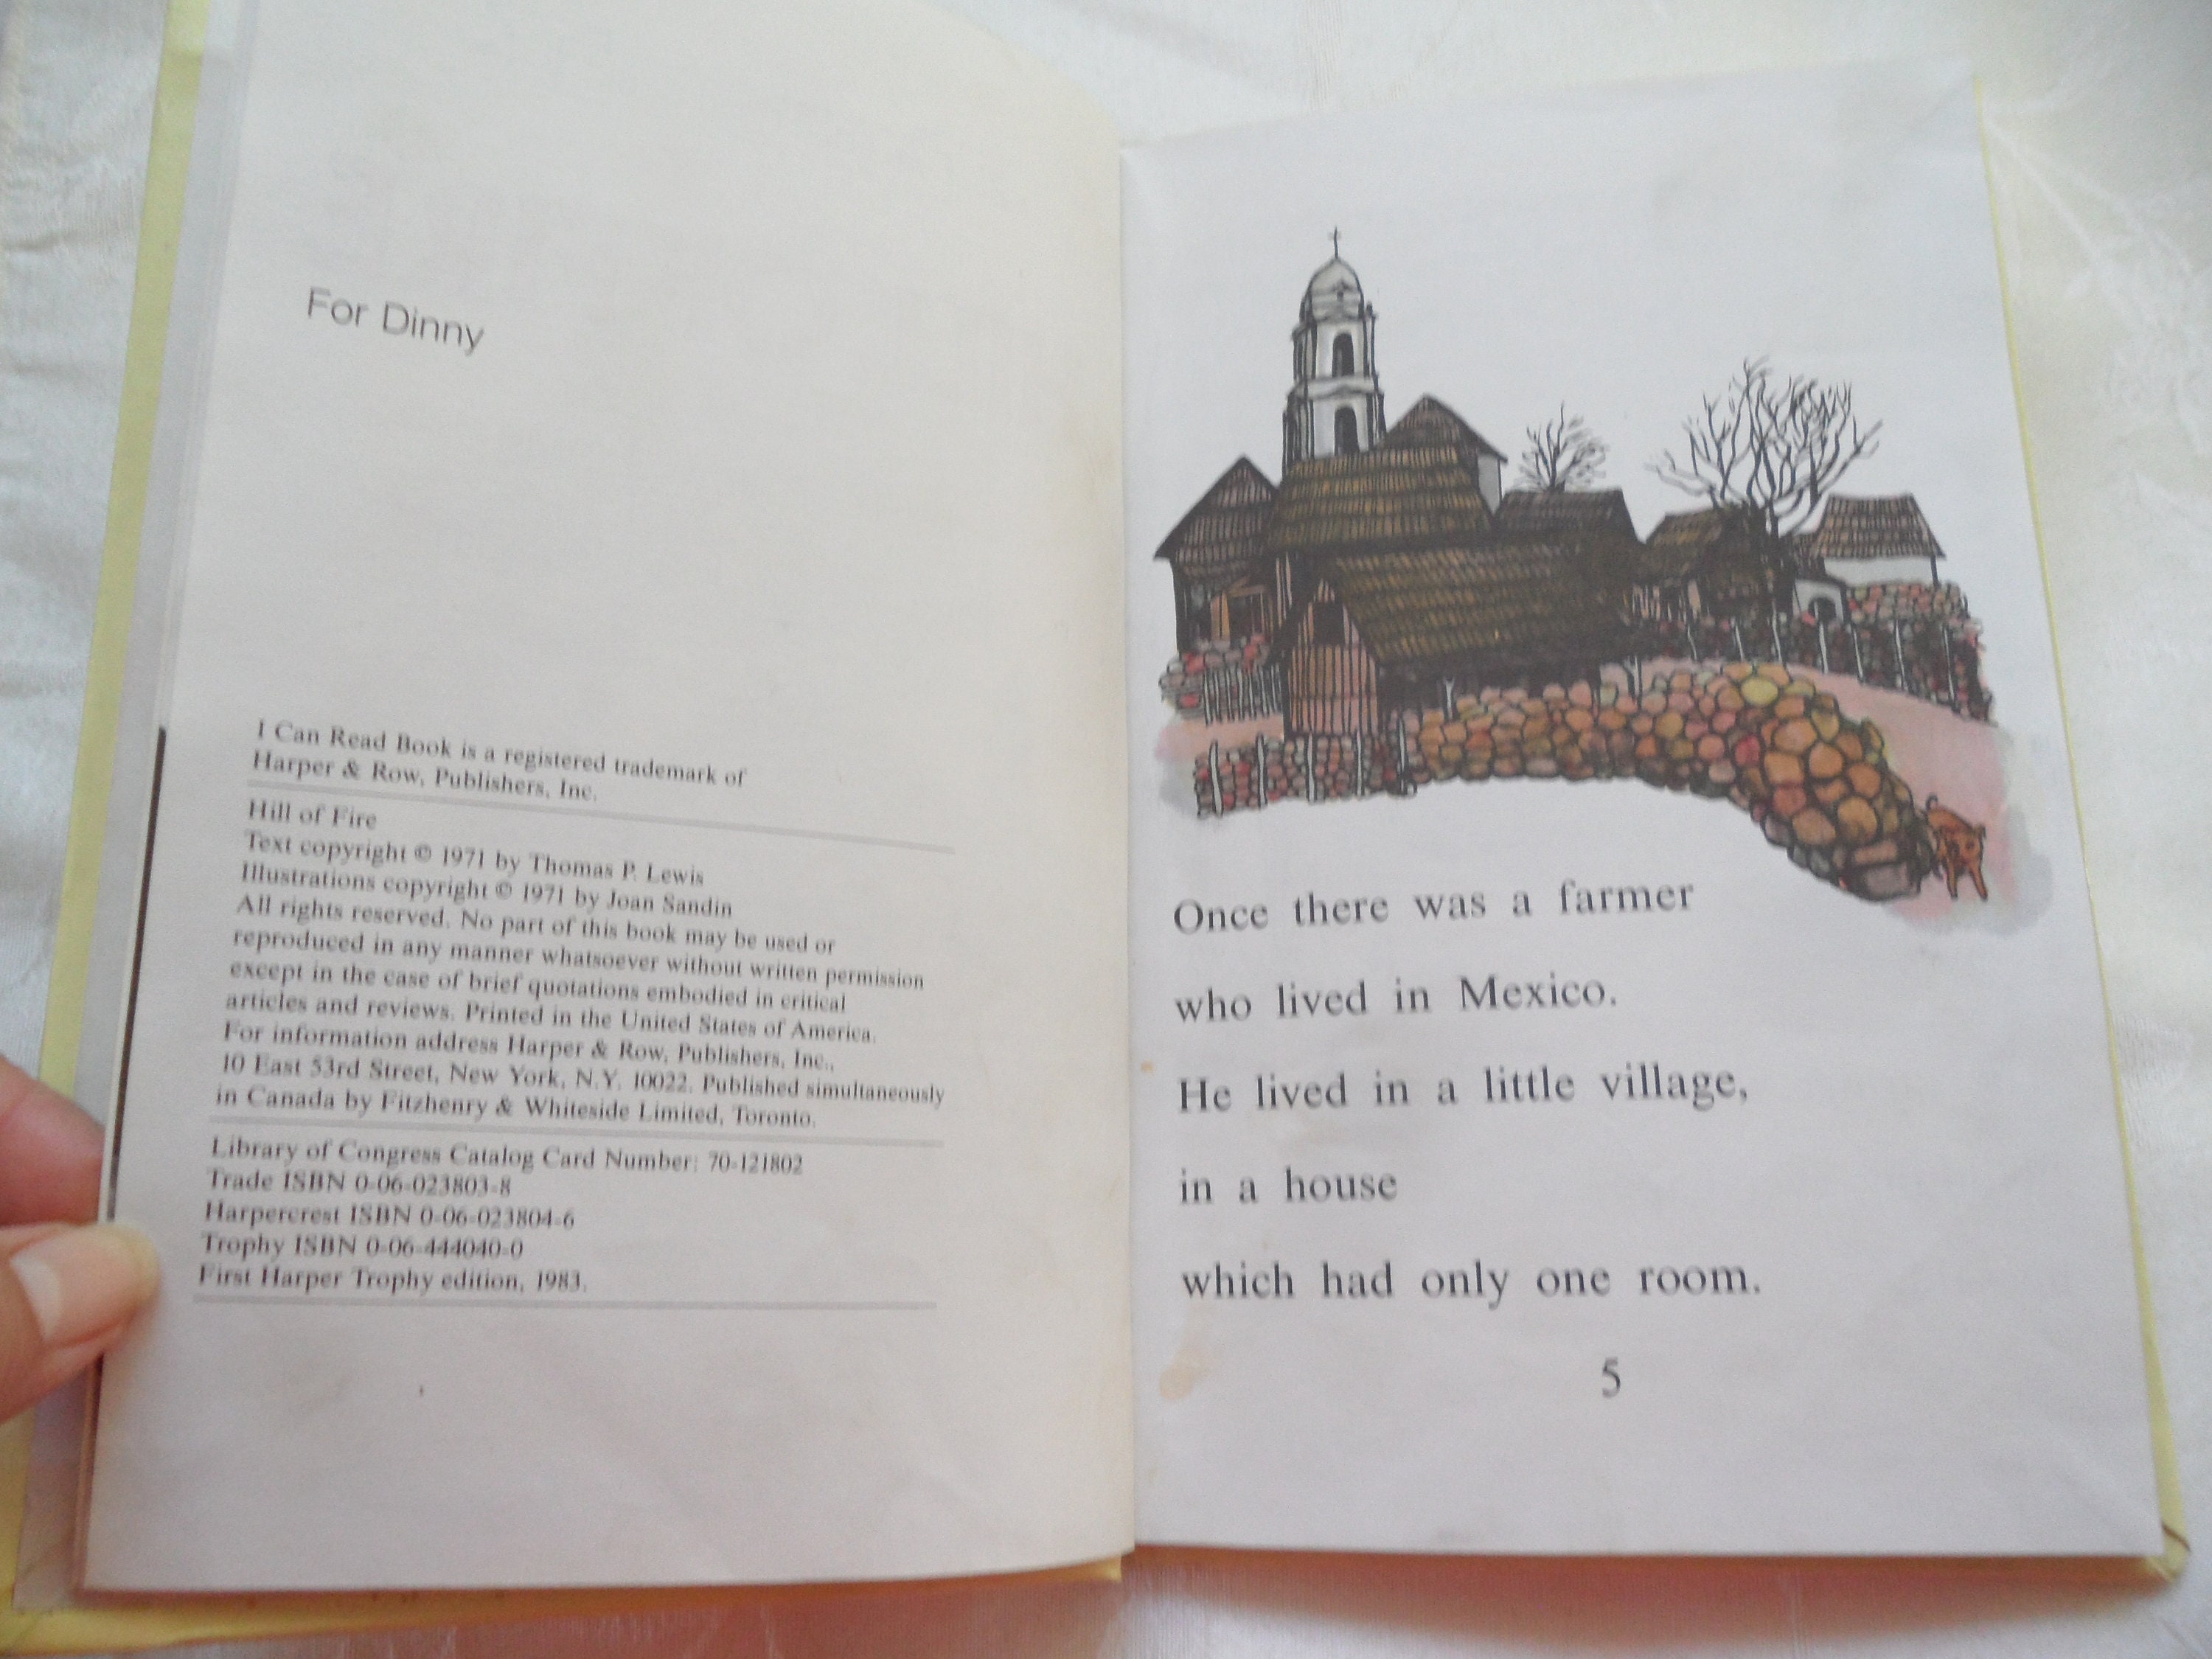 For Dinny
I Can Read Book is a registered trademark of
Harper & Row, Publishers, Inc.
Hill of Fire
Text copyright © 1971 by Thomas P. Lewis
Illustrations copyright © 1971 by Joan Sandin
All rights reserved. No part of this book may be used or
reproduced in any manner whatsoever without written permission
except in the case of brief quotations embodied in critical
articles and reviews. Printed in the United States of America.
For information address Harper & Row, Publishers, Inc.,
10 East 53rd Street, New York, N.Y. 10022. Published simultaneously
in Canada by Fitzhenry & Whiteside Limited, Toronto.
Library of Congress Catalog Card Number: 70-121802
Trade ISBN 0-06-023803-8
Harpercrest ISBN 0-06-023804-6
Trophy ISBN 0-06-444040-0
First Harper Trophy edition, 1983.
Once there was a farmer
who lived in Mexico.
He lived in a little village,
in a house
which had only one room.
5